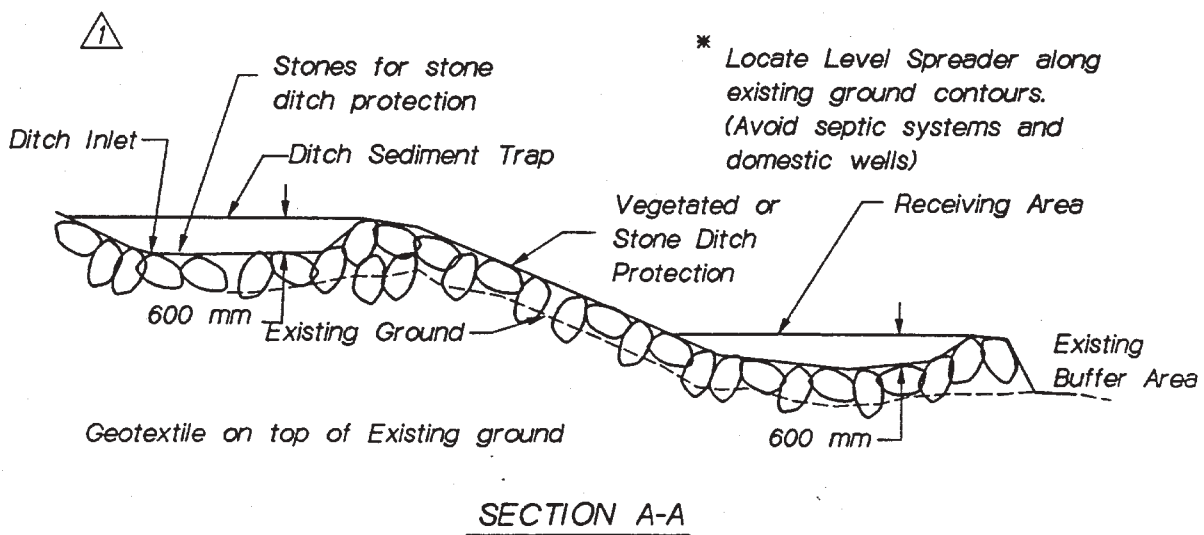 1
Stones for stone
ditch protection
Ditch Inlet
Ditch Sediment Trap
* Locate Level Spreader along
existing ground contours.
(Avoid septic systems and
domestic wells)
Vegetated or
Stone Ditch
Protection
Receiving Area
600 mm
Existing Ground
Existing
Buffer Area
600 mm
Geotextile on top of Existing ground
SECTION A-A